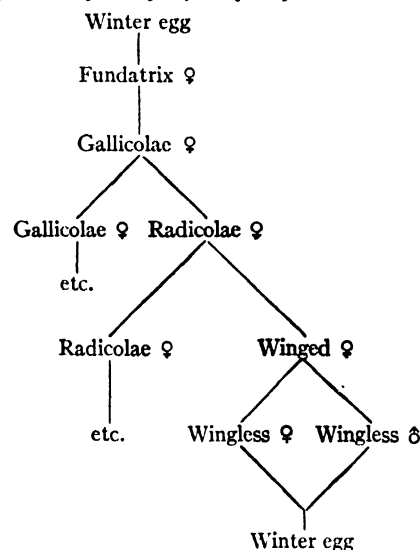 Winter egg
Fundatrix ♀
Gallicolae ♀
Gallicolae ♀ Radicolae ♀
etc.
Radicolae ♀ Winged ♀
etc. Wingless ♀ Wingless ♂
Winter egg